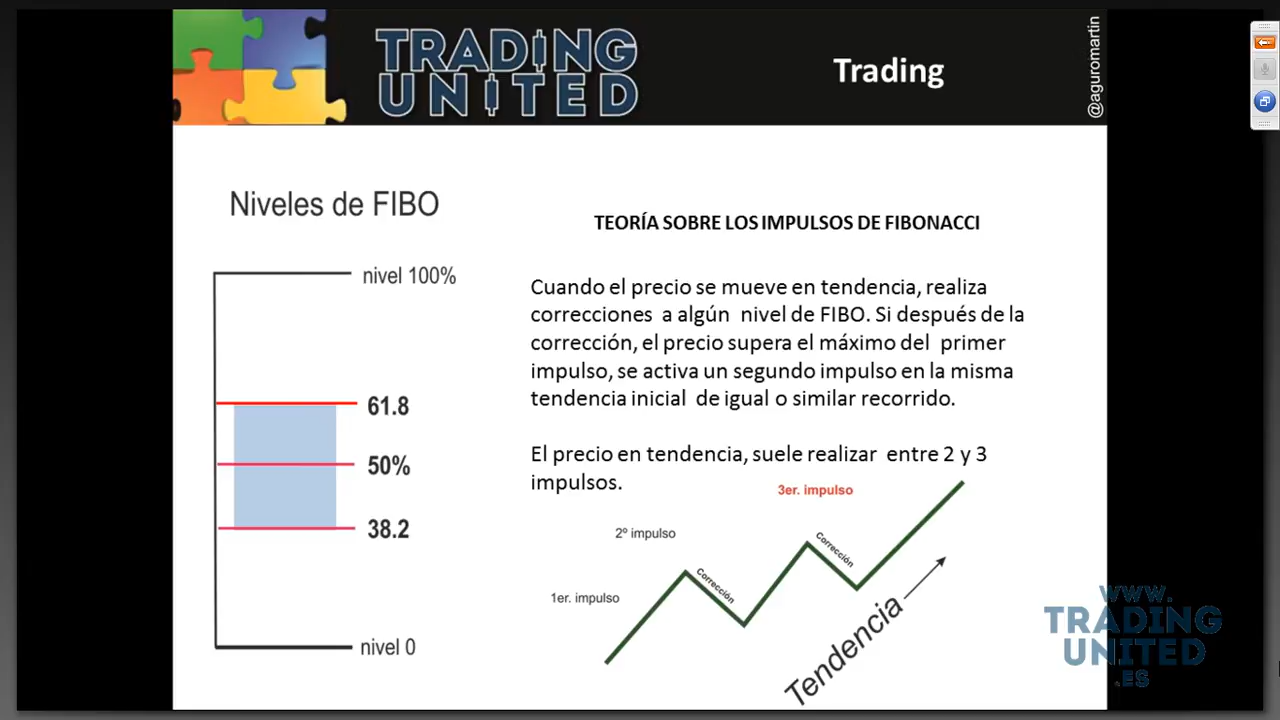 TRADING
UNITED
Trading
@aguromartin
Niveles de FIBO
nivel 100%
61.8
50%
38.2
nivel 0
TEORÍA SOBRE LOS IMPULSOS DE FIBONACCI
Cuando el precio se mueve en tendencia, realiza
correcciones a algún nivel de FIBO. Si después de la
corrección, el precio supera el máximo del primer
impulso, se activa un segundo impulso en la misma
tendencia inicial de igual o similar recorrido.
El precio en tendencia, suele realizar entre 2 y 3
impulsos.
3er. impulso
2º impulso
1er. impulso
Corrección
Corrección
Tendencia
www.
TRADING
UNITED
.ES